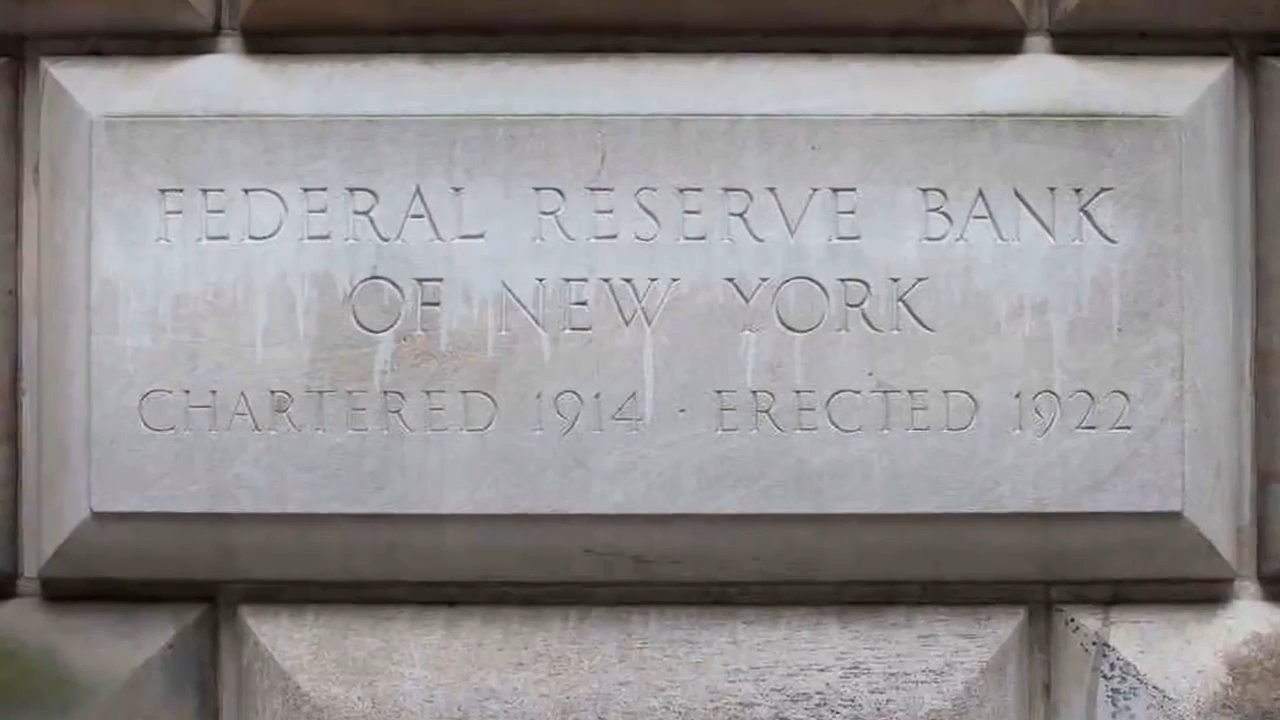 FEDERAL RESERVE BANK
OF NEW YORK
CHARTERED 1914 · ERECTED 1922